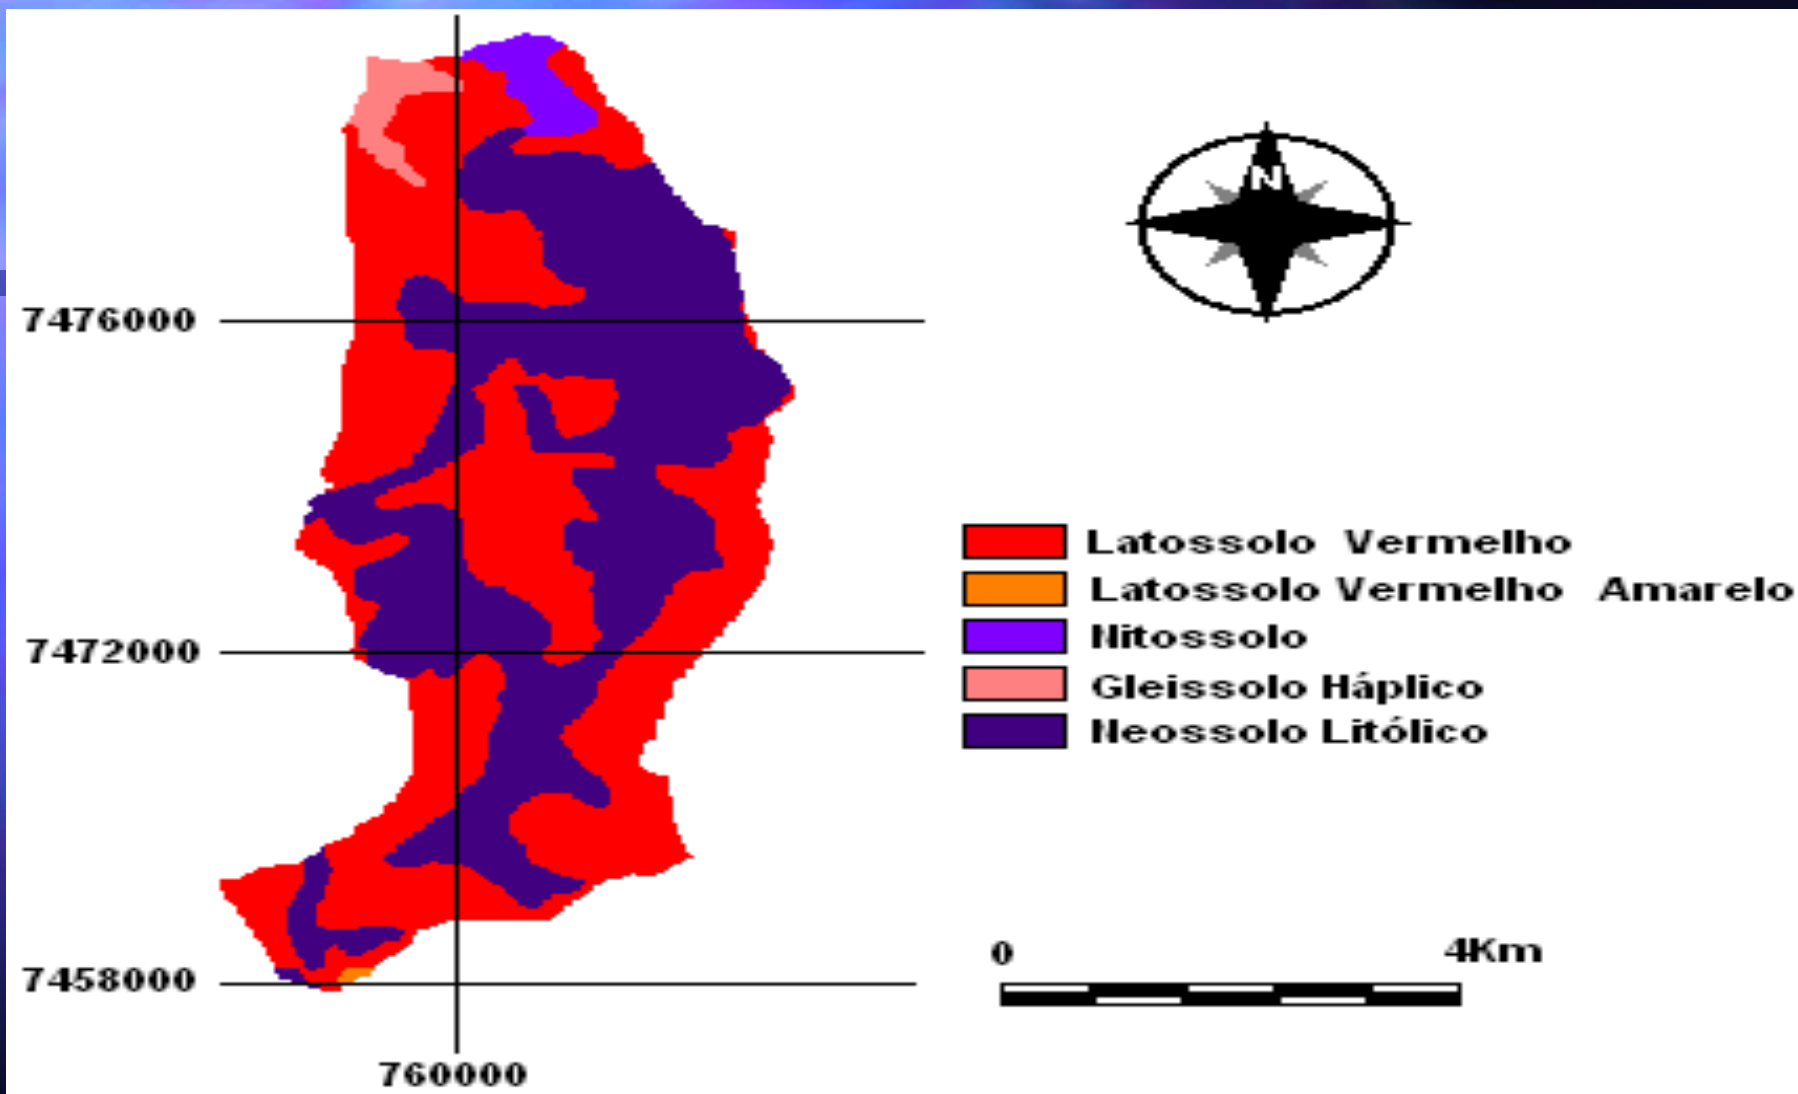 N
7476000
Latossolo Vermelho
Latossolo Vermelho Amarelo
Nitossolo
7472000
Gleissolo Háplico
Neossolo Litólico
0 4Km
7458000
760000